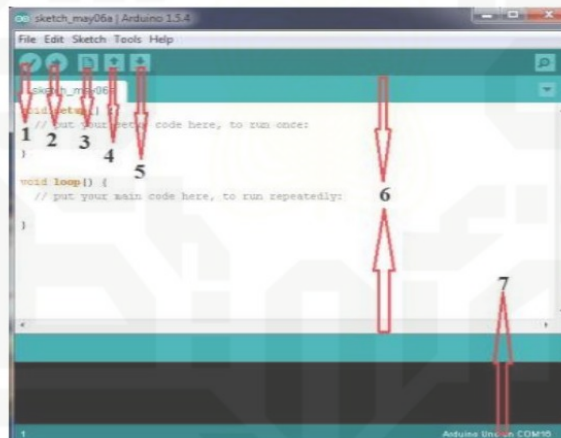 sketch_may06a | Arduino 1.5.4
File Edit Sketch Tools Help
sketch_may06a
void setup() {
1 2 3 4 5
// put your setup code here, to run once:
}
void loop() {
// put your main code here, to run repeatedly:
6
}
7
1
Arduino Uno on COM16